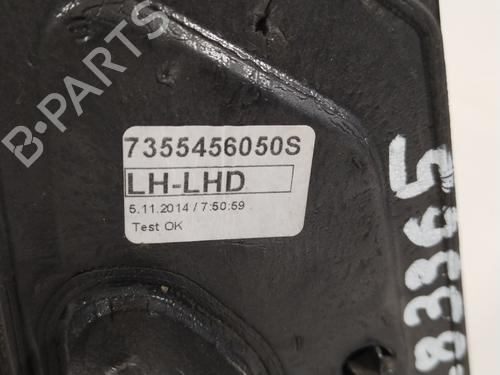 B-PARTS
7355456050S
LH-LHD
5.11.2014 / 7:50:59
Test OK
83365